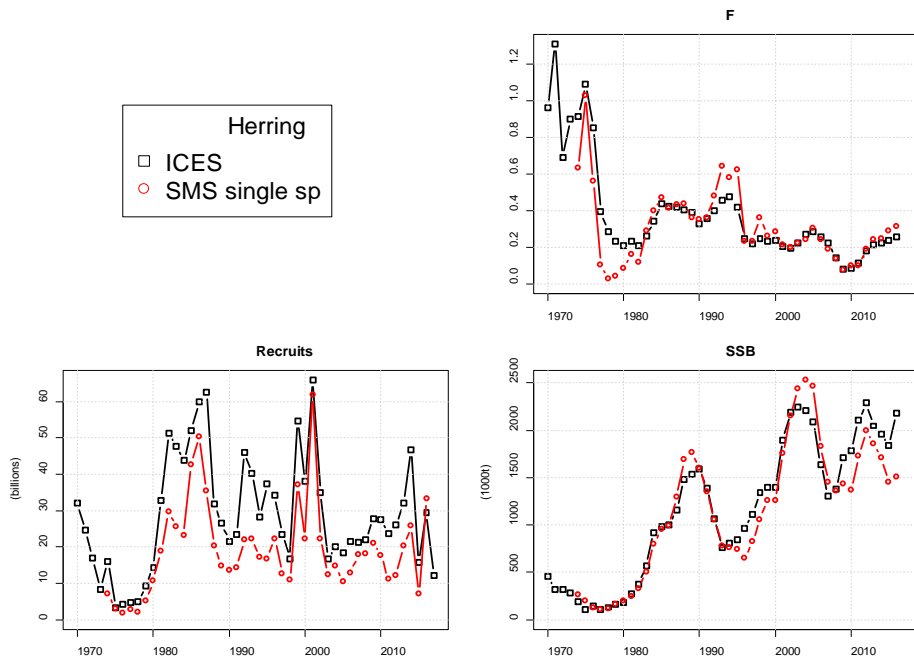 Herring
ICES
SMS single sp
F
0.0 0.2 0.4 0.6 0.8 1.0 1.2
1970 1980 1990 2000 2010
Recruits
(billions)
0 10 20 30 40 50 60
1970 1980 1990 2000 2010
SSB
(1000t)
0 500 1000 1500 2000 2500
1970 1980 1990 2000 2010